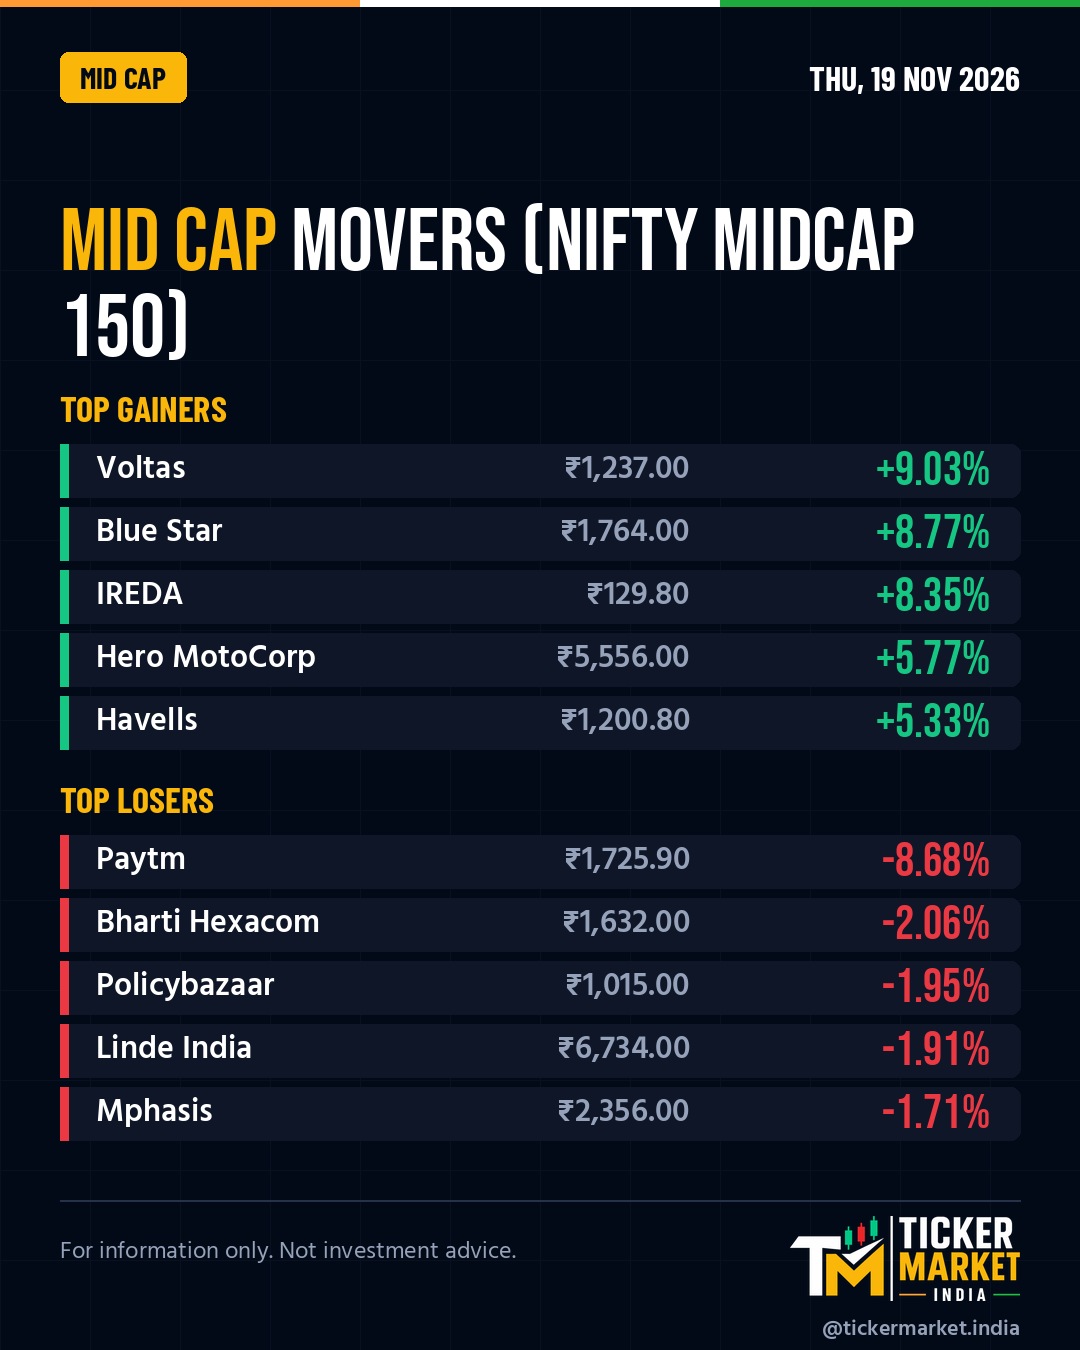 MID CAP
THU, 19 NOV 2026
MID CAP MOVERS (NIFTY MIDCAP
150)
TOP GAINERS
Voltas ₹1,237.00 +9.03%
Blue Star ₹1,764.00 +8.77%
IREDA ₹129.80 +8.35%
Hero MotoCorp ₹5,556.00 +5.77%
Havells ₹1,200.80 +5.33%
TOP LOSERS
Paytm ₹1,725.90 -8.68%
Bharti Hexacom ₹1,632.00 -2.06%
Policybazaar ₹1,015.00 -1.95%
Linde India ₹6,734.00 -1.91%
Mphasis ₹2,356.00 -1.71%
For information only. Not investment advice.
TM
TICKER
MARKET
INDIA
@tickermarket.india